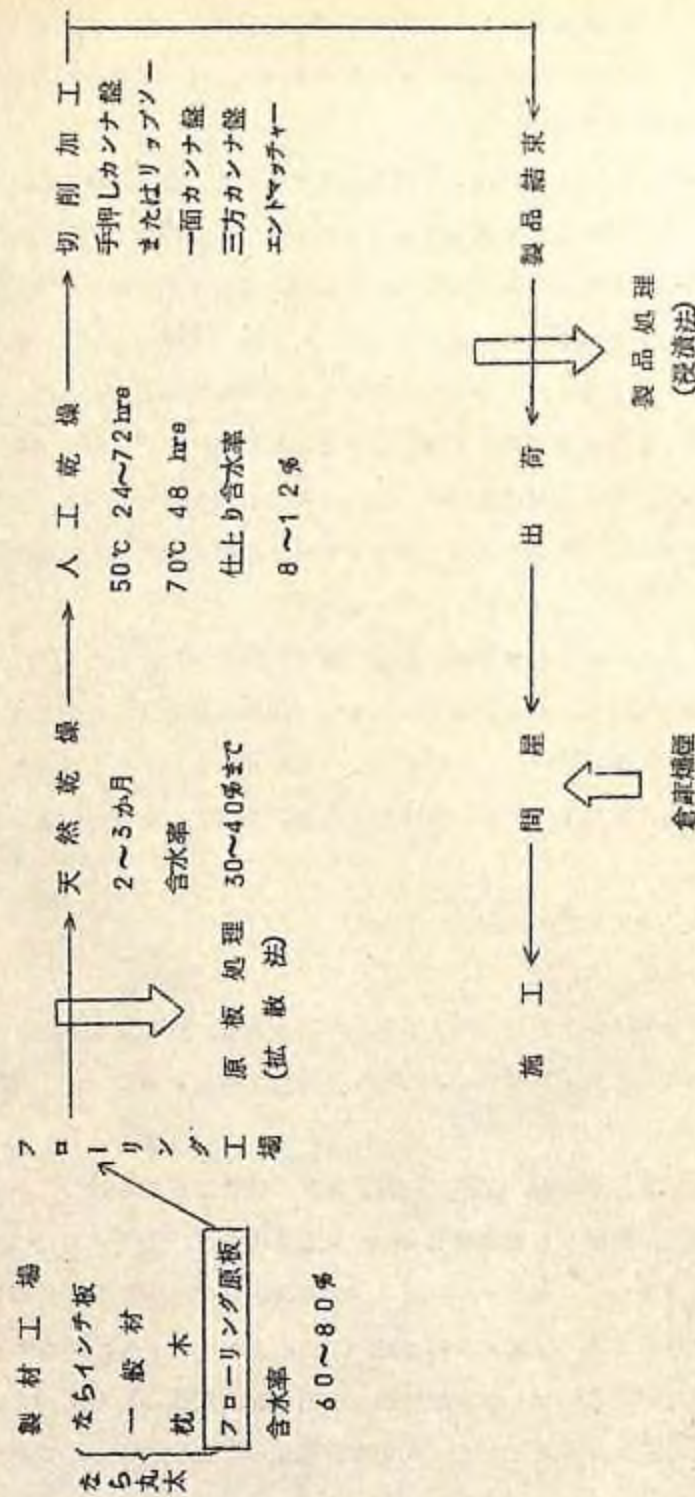 製材工場
なら丸太
ならインチ板
一般材
枕木
フローリング原板
含水率
60~80%
フローリング工場
原板処理
(拡散法)
天然乾燥
2~3か月
含水率
30~40%まで
人工乾燥
50℃ 24~72hrs
70℃ 48 hrs
仕上り含水率
8~12%
切削加工
手押しカンナ盤
またはリップソー
一面カンナ盤
三方カンナ盤
エンドマッチャー
製品結束
製品処理
(浸漬法)
出荷
問屋
倉庫燻煙
施工